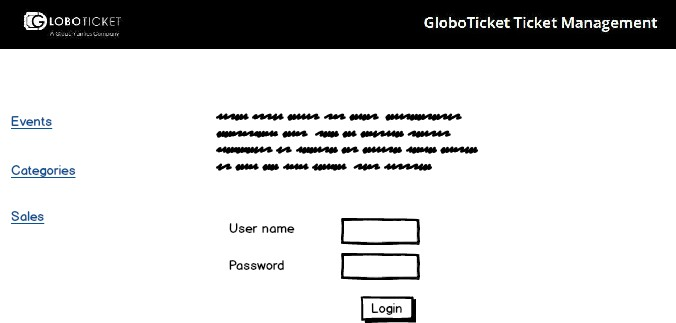 GLOBOTICKET
GloboTicket Ticket Management
Events
Categories
Sales
User name
Password
Login